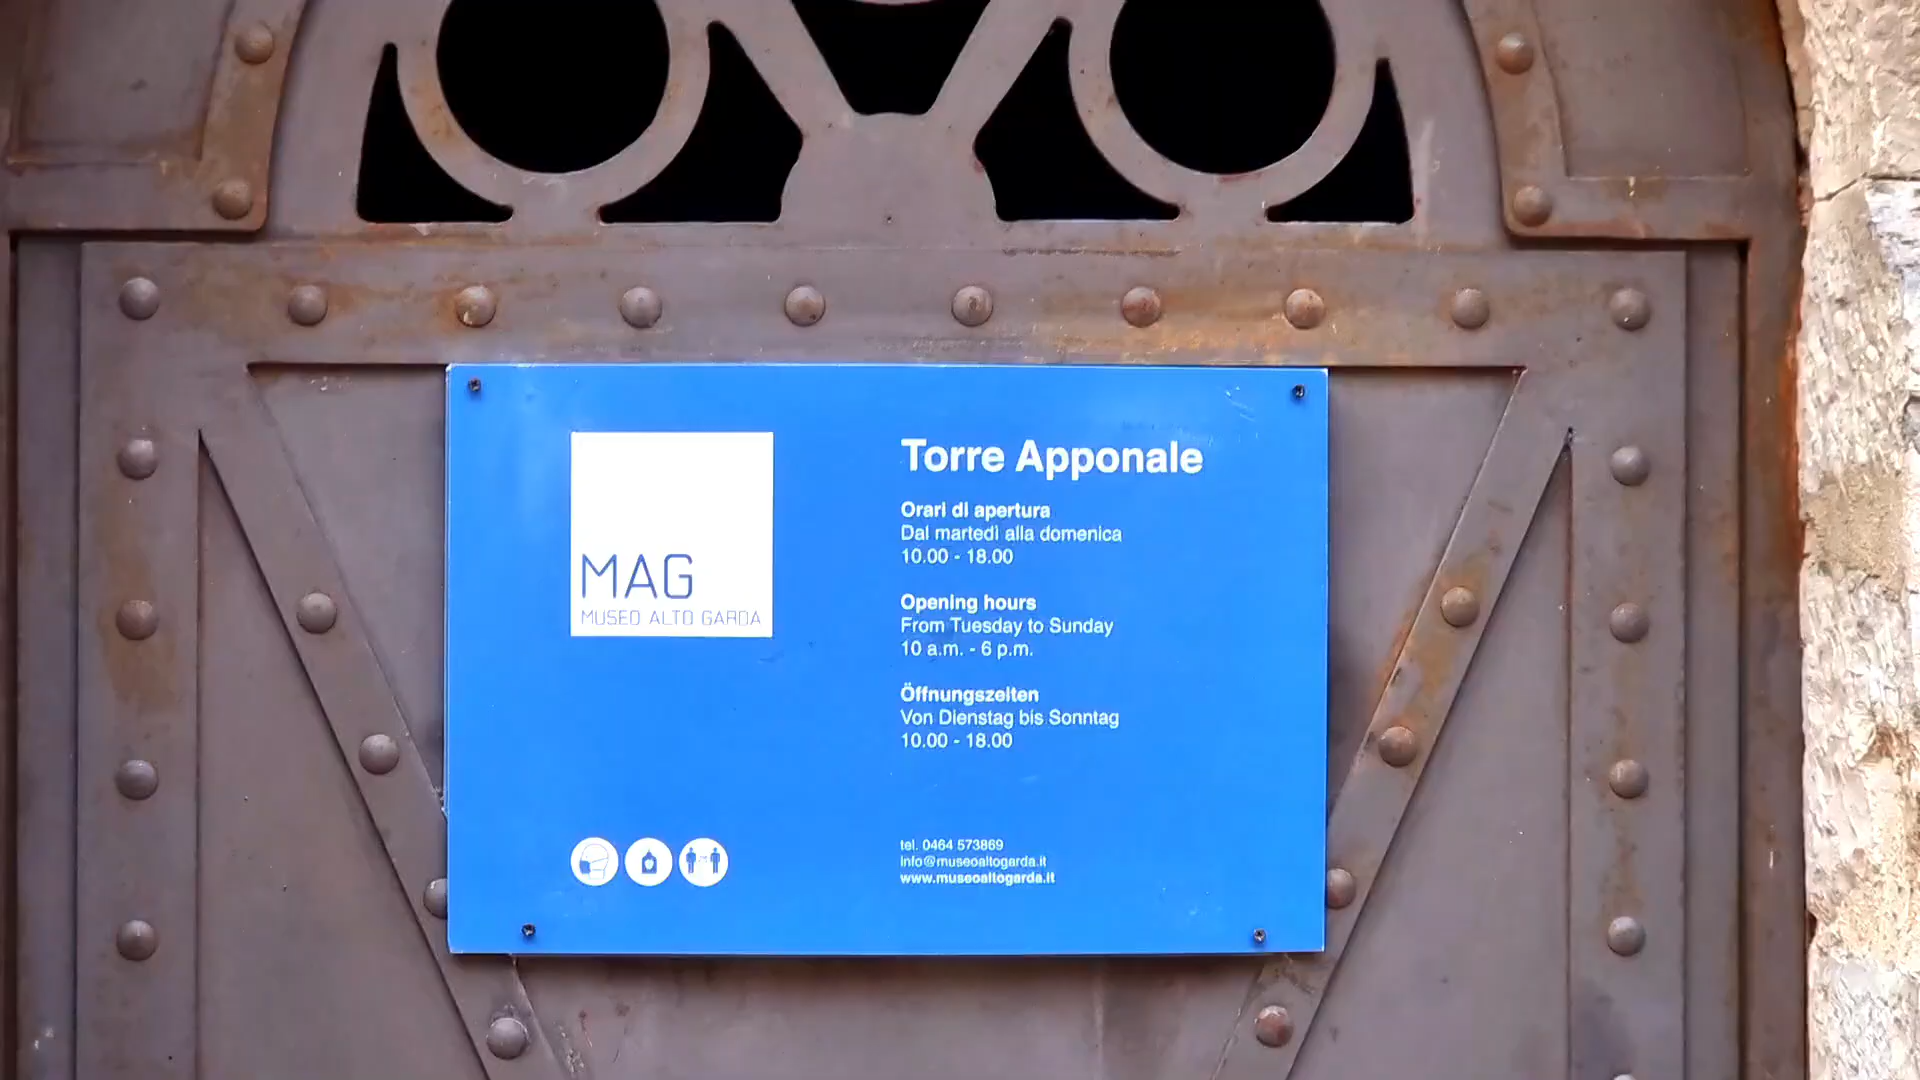 MAG
MUSEO ALTO GARDA
Torre Apponale
Orari di apertura
Dal martedì alla domenica
10.00 - 18.00
Opening hours
From Tuesday to Sunday
10 a.m. - 6 p.m.
Öffnungszeiten
Von Dienstag bis Sonntag
10.00 - 18.00
tel. 0464 573869
info@museoaltogarda.it
www.museoaltogarda.it